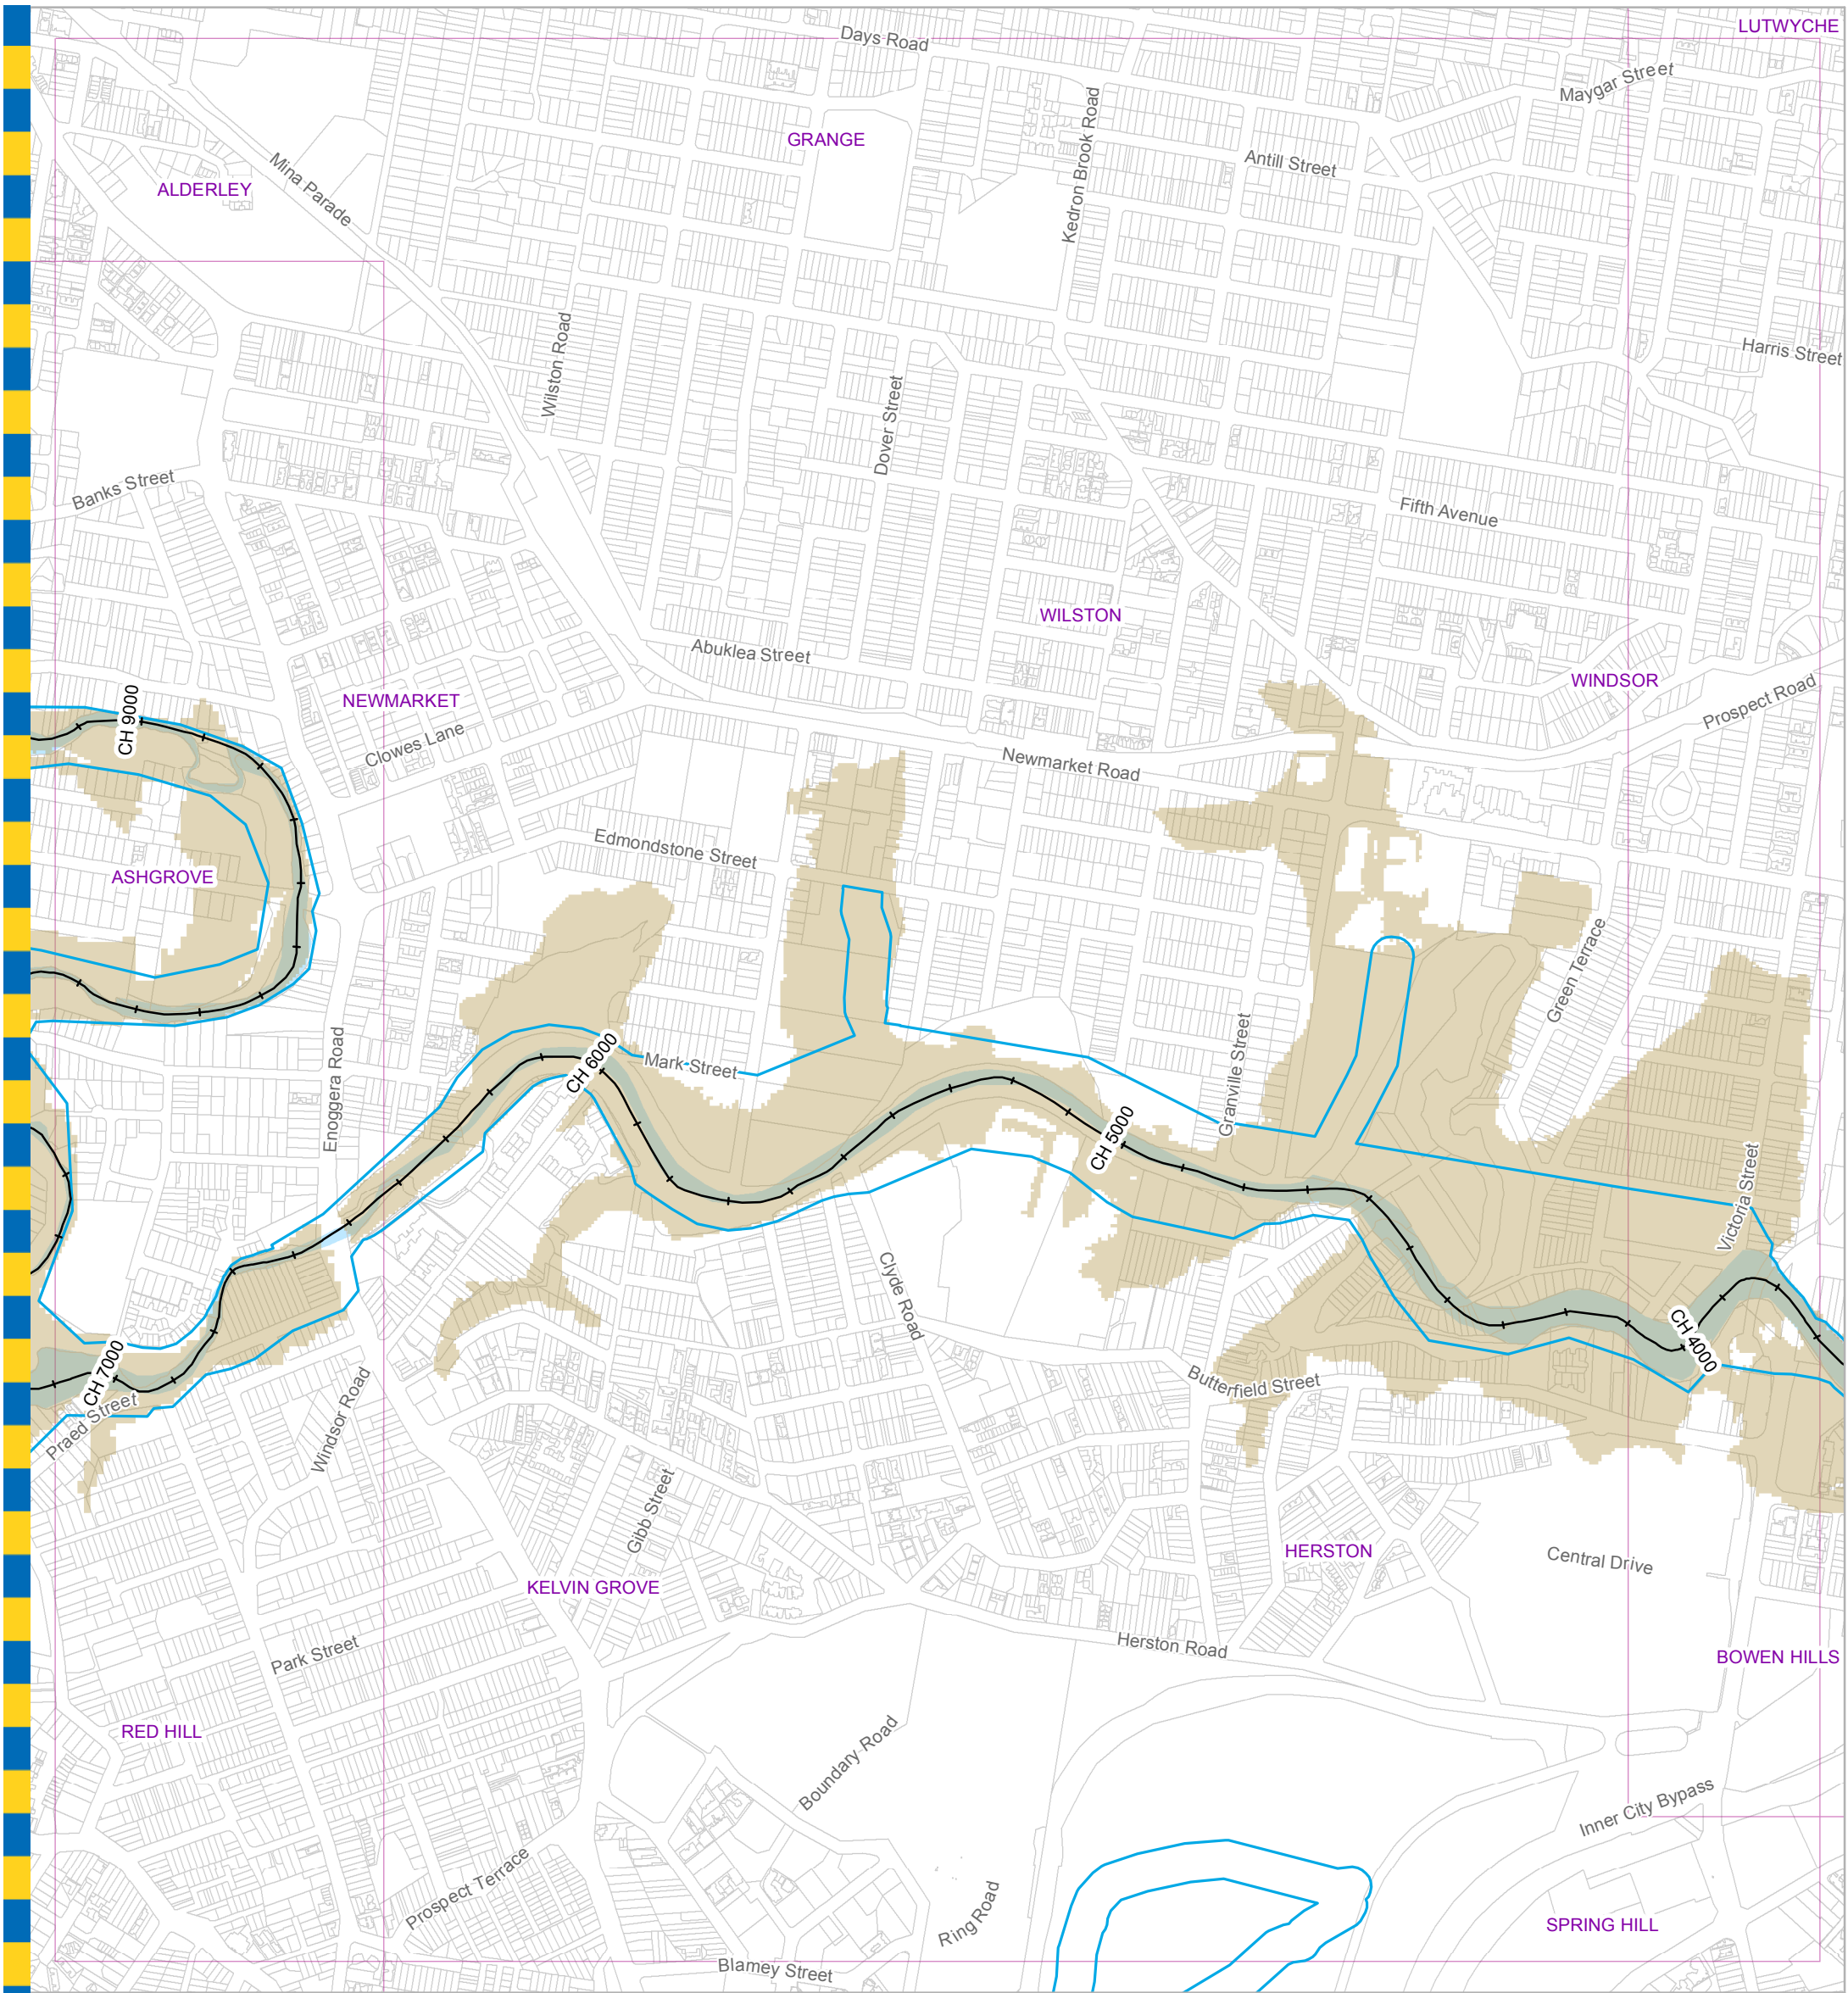 LUTWYCHE
Days Road
Maygar Street
GRANGE
Kedron Brook Road
Antill Street
Mina Parade
ALDERLEY
Wilston Road
Harris Street
Dover Street
Banks Street
Fifth Avenue
WILSTON
Abuklea Street
WINDSOR
Prospect Road
NEWMARKET
CH 9000
Clowes Lane
Newmarket Road
Edmondstone Street
ASHGROVE
Green Terrace
Enoggera Road
CH 6000
Mark Street
Granville Street
CH 5000
Victoria Street
Clyde Road
CH 4000
CH 7000
Praed Street
Butterfield Street
Windsor Road
Gibb Street
HERSTON
Central Drive
KELVIN GROVE
Park Street
Herston Road
BOWEN HILLS
RED HILL
Boundary Road
Inner City Bypass
Prospect Terrace
Ring Road
SPRING HILL
Blamey Street